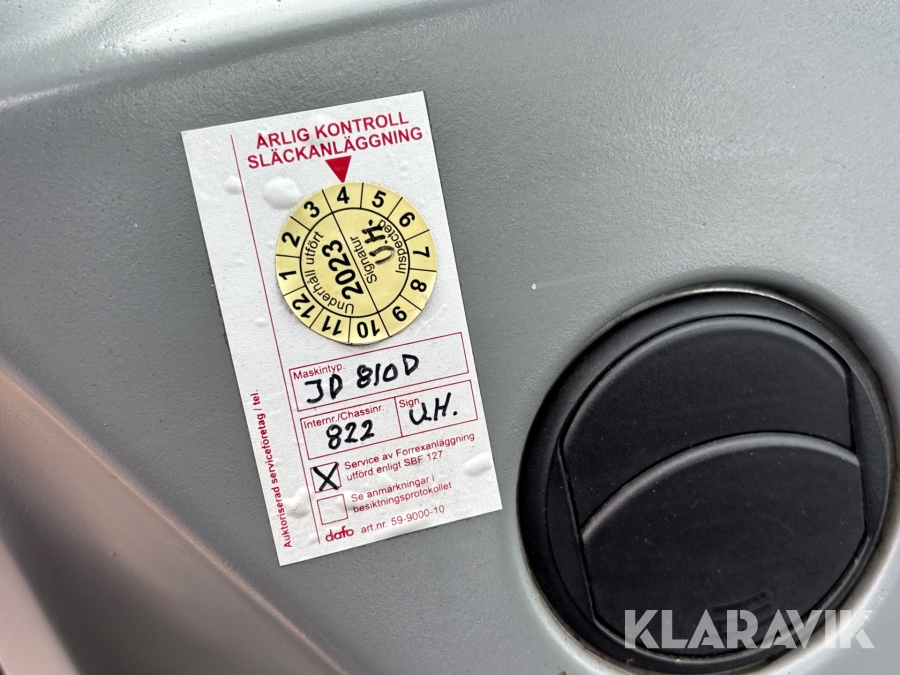 ÅRLIG KONTROLL
SLÄCKANLÄGGNING
1 2 3 4 5 6 7 8 9 10 11 12
Underhåll utfört
2023
Signatur
U.H.
Inspected
Maskintyp.
JD 810D
Internr./Chassinr.
822
Sign
U.H.
Service av Forrexanläggning
utförd enligt SBF 127
Se anmärkningar i
besiktningsprotokollet
dafo art.nr. 59-9000-10
Auktoriserad serviceföretag / tel.
KLARAVIK